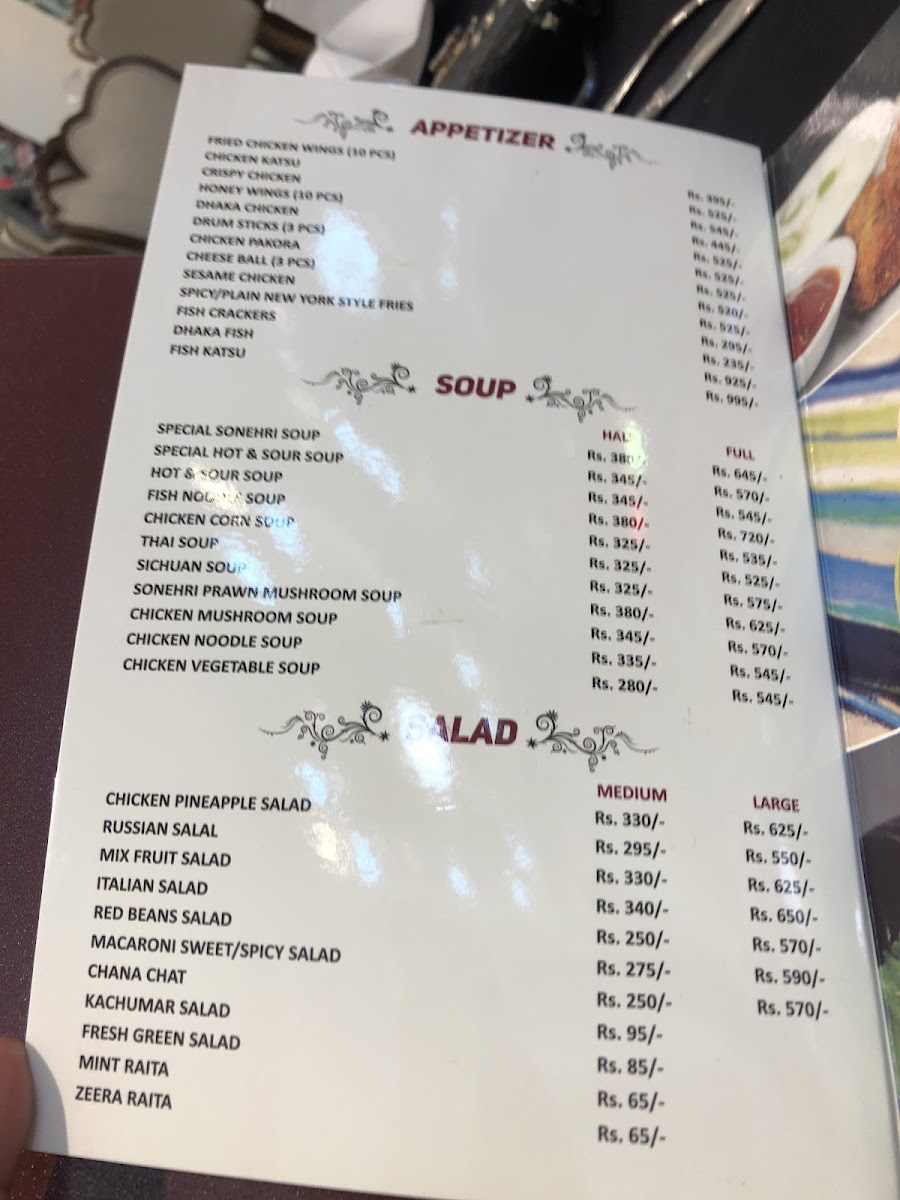 APPETIZER
FRIED CHICKEN WINGS (10 PCS) Rs. 395/-
CHICKEN KATSU Rs. 525/-
CRISPY CHICKEN Rs. 545/-
HONEY WINGS (10 PCS) Rs. 445/-
DHAKA CHICKEN Rs. 525/-
DRUM STICKS (3 PCS) Rs. 525/-
CHICKEN PAKORA Rs. 525/-
CHEESE BALL (3 PCS) Rs. 520/-
SESAME CHICKEN Rs. 525/-
SPICY/PLAIN NEW YORK STYLE FRIES Rs. 295/-
FISH CRACKERS Rs. 235/-
DHAKA FISH Rs. 925/-
FISH KATSU Rs. 995/-
SOUP
HALF FULL
SPECIAL SONEHRI SOUP Rs. 380/- Rs. 645/-
SPECIAL HOT & SOUR SOUP Rs. 345/- Rs. 570/-
HOT & SOUR SOUP Rs. 345/- Rs. 545/-
FISH NOODLE SOUP Rs. 380/- Rs. 720/-
CHICKEN CORN SOUP Rs. 325/- Rs. 535/-
THAI SOUP Rs. 325/- Rs. 525/-
SICHUAN SOUP Rs. 325/- Rs. 575/-
SONEHRI PRAWN MUSHROOM SOUP Rs. 380/- Rs. 625/-
CHICKEN MUSHROOM SOUP Rs. 345/- Rs. 570/-
CHICKEN NOODLE SOUP Rs. 335/- Rs. 545/-
CHICKEN VEGETABLE SOUP Rs. 280/- Rs. 545/-
SALAD
MEDIUM LARGE
CHICKEN PINEAPPLE SALAD Rs. 330/- Rs. 625/-
RUSSIAN SALAL Rs. 295/- Rs. 550/-
MIX FRUIT SALAD Rs. 330/- Rs. 625/-
ITALIAN SALAD Rs. 340/- Rs. 650/-
RED BEANS SALAD Rs. 250/- Rs. 570/-
MACARONI SWEET/SPICY SALAD Rs. 275/- Rs. 590/-
CHANA CHAT Rs. 250/- Rs. 570/-
KACHUMAR SALAD Rs. 95/-
FRESH GREEN SALAD Rs. 85/-
MINT RAITA Rs. 65/-
ZEERA RAITA Rs. 65/-